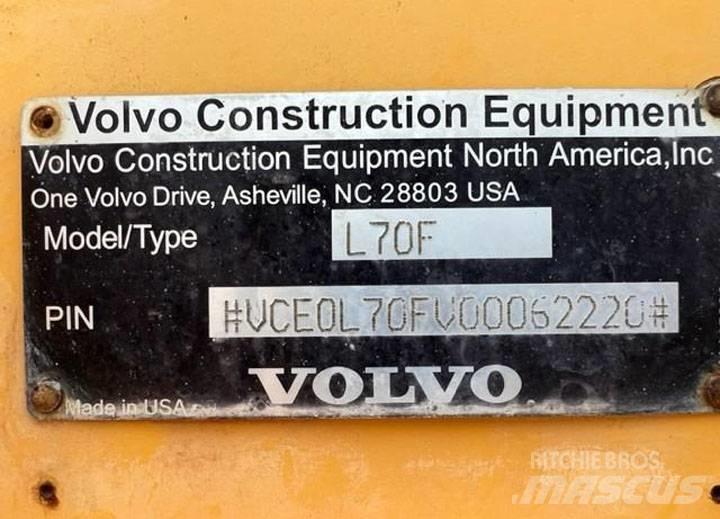 Volvo Construction Equipment
Volvo Construction Equipment North America,Inc
One Volvo Drive, Asheville, NC 28803 USA
Model/Type L70F
PIN #VCE0L70FV00062220#
VOLVO
Made in USA
RITCHIE BROS.
MASCUS